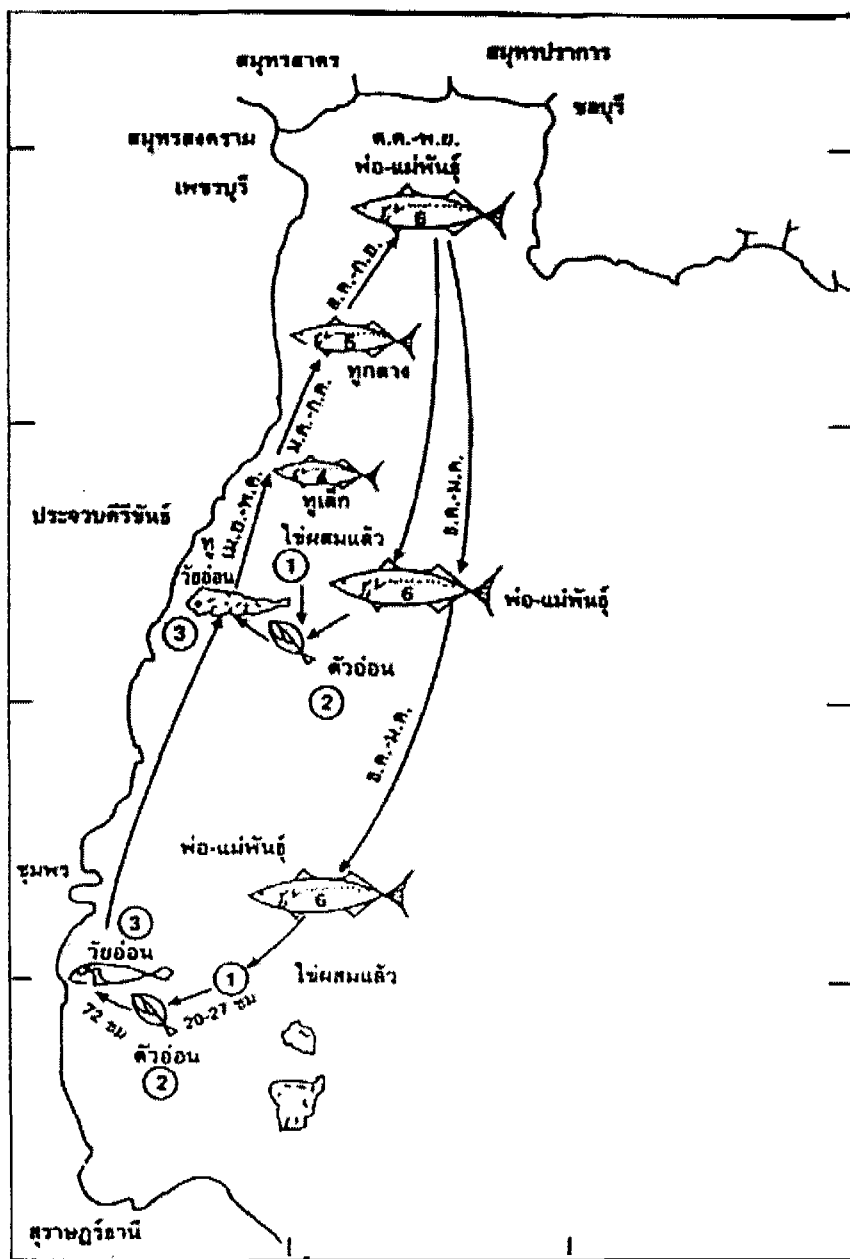 สมุทรสาคร
สมุทรปราการ
ชลบุรี
สมุทรสงคราม
เพชรบุรี
ต.ค.-พ.ย.
พ่อ-แม่พันธุ์
6
ส.ค.-ก.ย.
5
ทูกลาง
มิ.ย.-ก.ค.
ทูเล็ก
ประจวบคีรีขันธ์
เม.ย.-พ.ค.
ทู
วัยอ่อน
3
ไข่ผสมแล้ว
1
ธ.ค.-ม.ค.
6
พ่อ-แม่พันธุ์
ตัวอ่อน
2
ธ.ค.-ม.ค.
พ่อ-แม่พันธุ์
6
ชุมพร
3
วัยอ่อน
1
ไข่ผสมแล้ว
20-27 ชม
72 ชม
ตัวอ่อน
2
สุราษฎร์ธานี